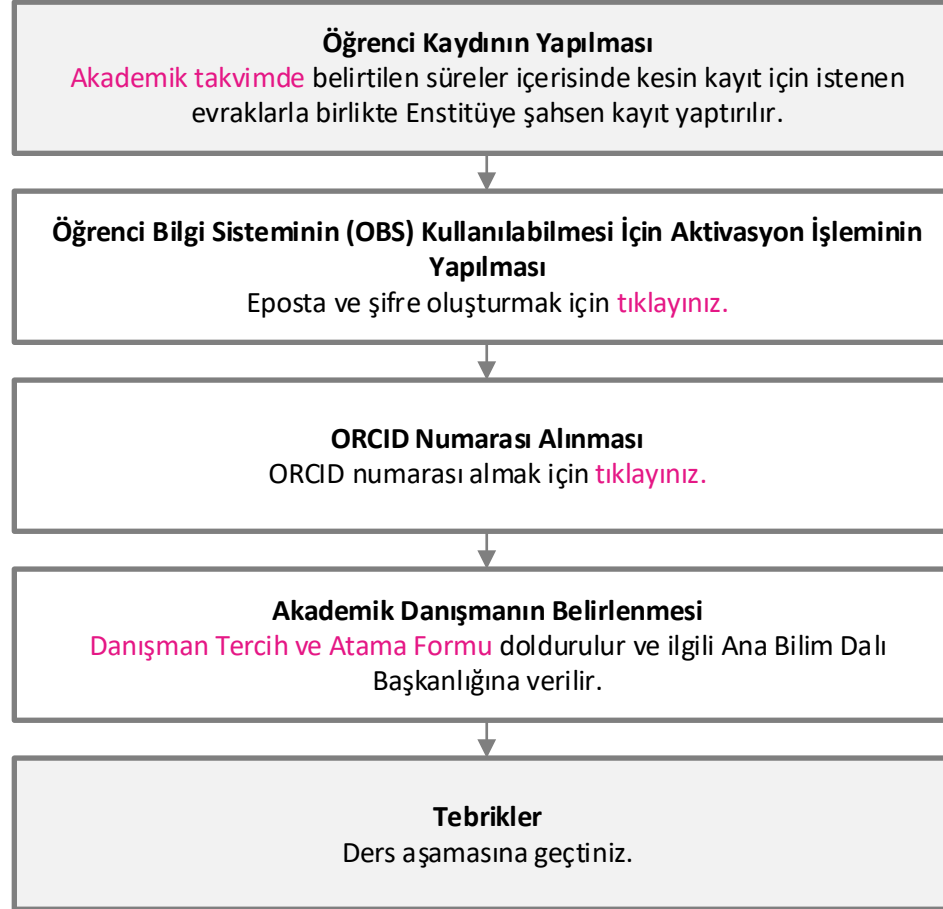 Öğrenci Kaydının Yapılması
Akademik takvimde belirtilen süreler içerisinde kesin kayıt için istenen
evraklarla birlikte Enstitüye şahsen kayıt yaptırılır.
Öğrenci Bilgi Sisteminin (OBS) Kullanılabilmesi İçin Aktivasyon İşleminin
Yapılması
Eposta ve şifre oluşturmak için tıklayınız.
ORCID Numarası Alınması
ORCID numarası almak için tıklayınız.
Akademik Danışmanın Belirlenmesi
Danışman Tercih ve Atama Formu doldurulur ve ilgili Ana Bilim Dalı
Başkanlığına verilir.
Tebrikler
Ders aşamasına geçtiniz.